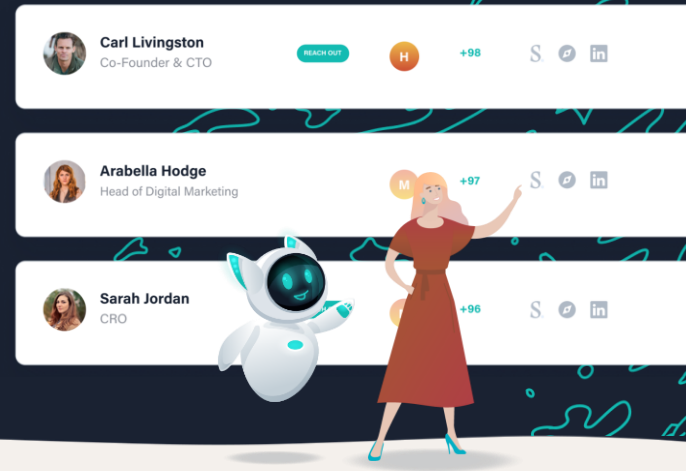 Carl Livingston
Co-Founder & CTO
REACH OUT
H
+98
S.
in
Arabella Hodge
Head of Digital Marketing
M
+97
S.
in
Sarah Jordan
CRO
+96
S.
in